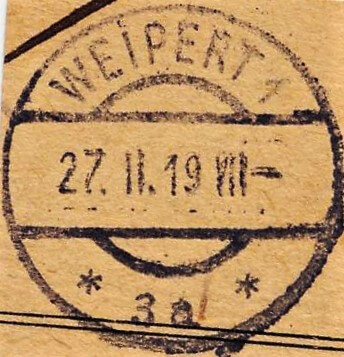 WEIPERT 1
27. II. 19 VII-
* 3a *